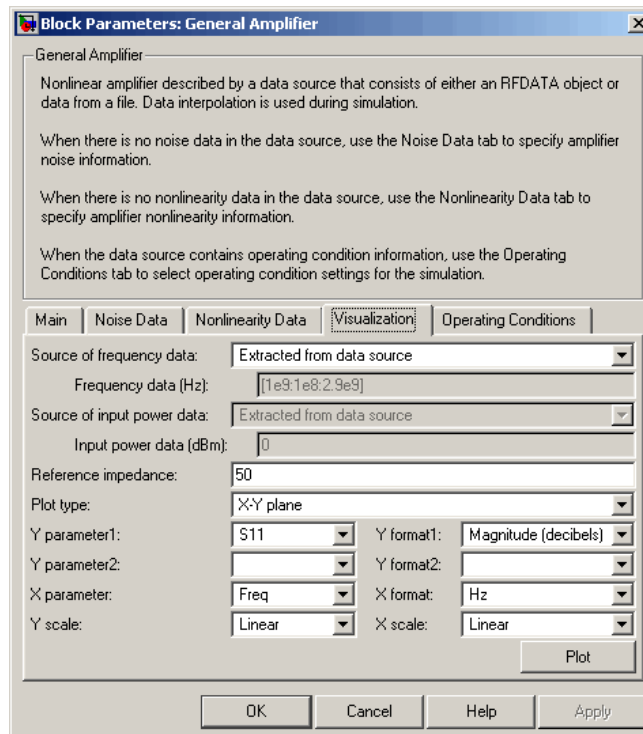 Block Parameters: General Amplifier
General Amplifier
Nonlinear amplifier described by a data source that consists of either an RFDATA object or
data from a file. Data interpolation is used during simulation.
When there is no noise data in the data source, use the Noise Data tab to specify amplifier
noise information.
When there is no nonlinearity data in the data source, use the Nonlinearity Data tab to
specify amplifier nonlinearity information.
When the data source contains operating condition information, use the Operating
Conditions tab to select operating condition settings for the simulation.
Main Noise Data Nonlinearity Data Visualization Operating Conditions
Source of frequency data: Extracted from data source
Frequency data (Hz): [1e9:1e8:2.9e9]
Source of input power data: Extracted from data source
Input power data (dBm): 0
Reference impedance: 50
Plot type: X-Y plane
Y parameter1: S11 Y format1: Magnitude (decibels)
Y parameter2: Y format2:
X parameter: Freq X format: Hz
Y scale: Linear X scale: Linear
Plot
OK Cancel Help Apply